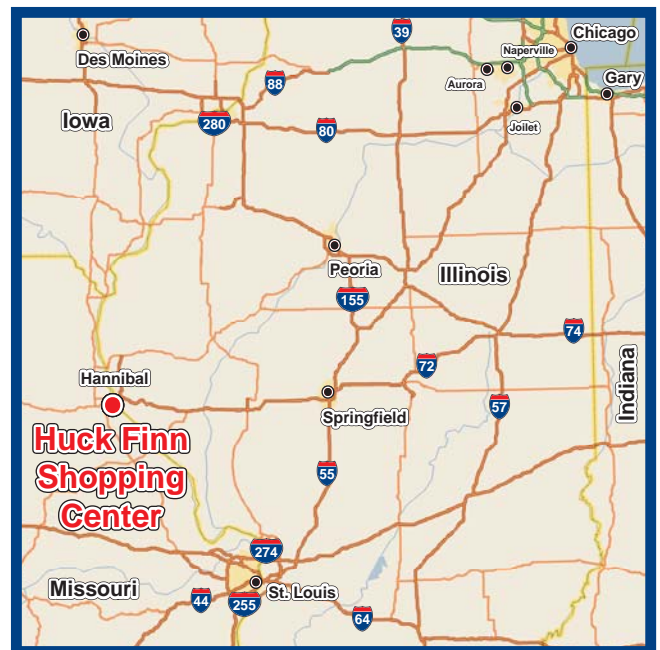 39
Chicago
Des Moines
Naperville
Aurora
Gary
88
Joilet
Iowa
280
80
Peoria
Illinois
155
74
72
Indiana
Hannibal
57
Springfield
Huck Finn
Shopping
Center
55
274
Missouri
St. Louis
44
255
64